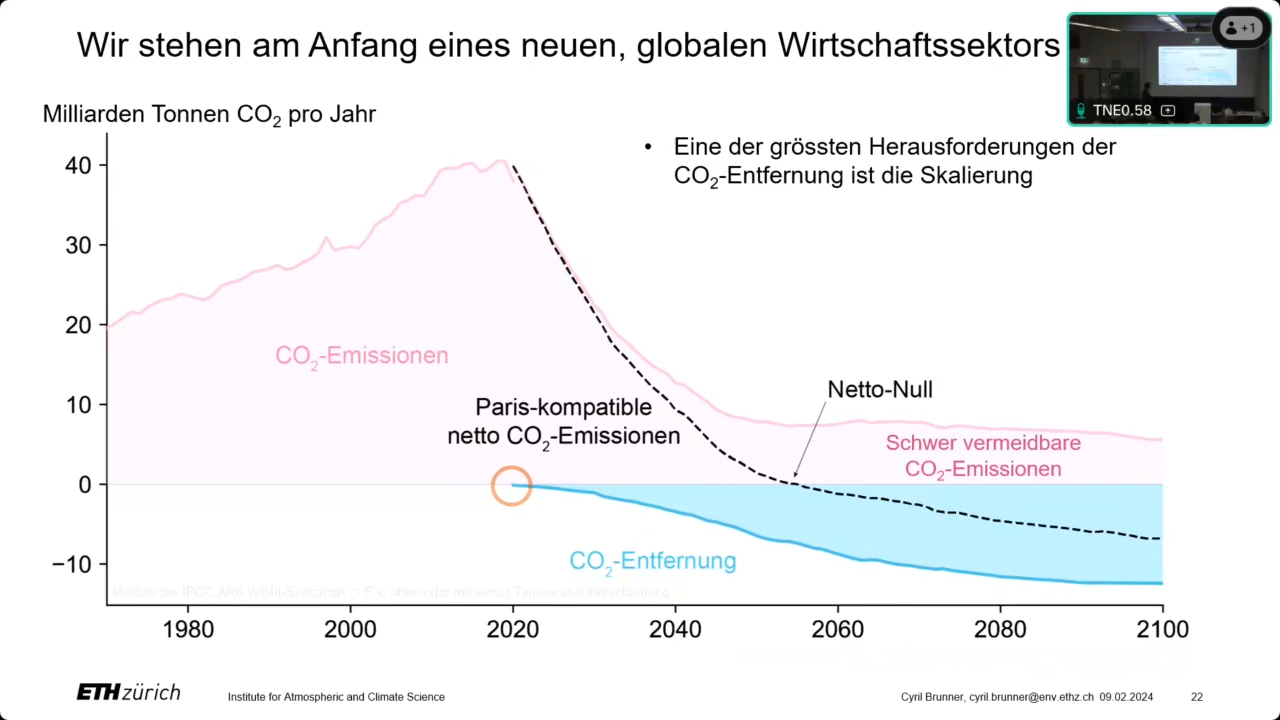 Wir stehen am Anfang eines neuen, globalen Wirtschaftssektors
+1
TNE0.58
Milliarden Tonnen CO₂ pro Jahr
• Eine der grössten Herausforderungen der
CO₂-Entfernung ist die Skalierung
40
30
20
10
0
−10
CO₂-Emissionen
Paris-kompatible
netto CO₂-Emissionen
Netto-Null
Schwer vermeidbare
CO₂-Emissionen
CO₂-Entfernung
1980
2000
2020
2040
2060
2080
2100
ETH zürich
Institute for Atmospheric and Climate Science
Cyril Brunner, cyril.brunner@env.ethz.ch 09.02.2024
22